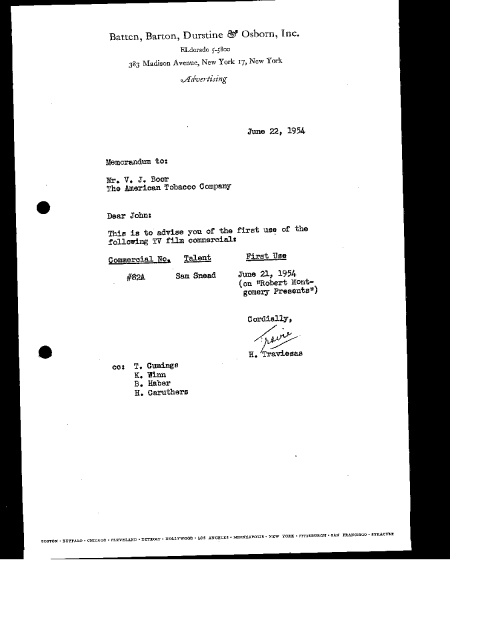 Batten, Barton, Durstine & Osborn, Inc.
ELdorado 5-5800
383 Madison Avenue, New York 17, New York
Advertising
June 22, 1954
Memorandum to:
Mr. V. J. Boor
The American Tobacco Company
Dear John:
This is to advise you of the first use of the
following TV film commercial:
Commercial No. Talent First Use
#82A Sam Snead June 21, 1954
(on "Robert Mont-
gomery Presents")
Cordially,
Travie
H. Traviesas
cc: T. Cumings
K. Winn
B. Haber
H. Caruthers
BOSTON · BUFFALO · CHICAGO · CLEVELAND · DETROIT · HOLLYWOOD · LOS ANGELES · MINNEAPOLIS · NEW YORK · PITTSBURGH · SAN FRANCISCO · SYRACUSE